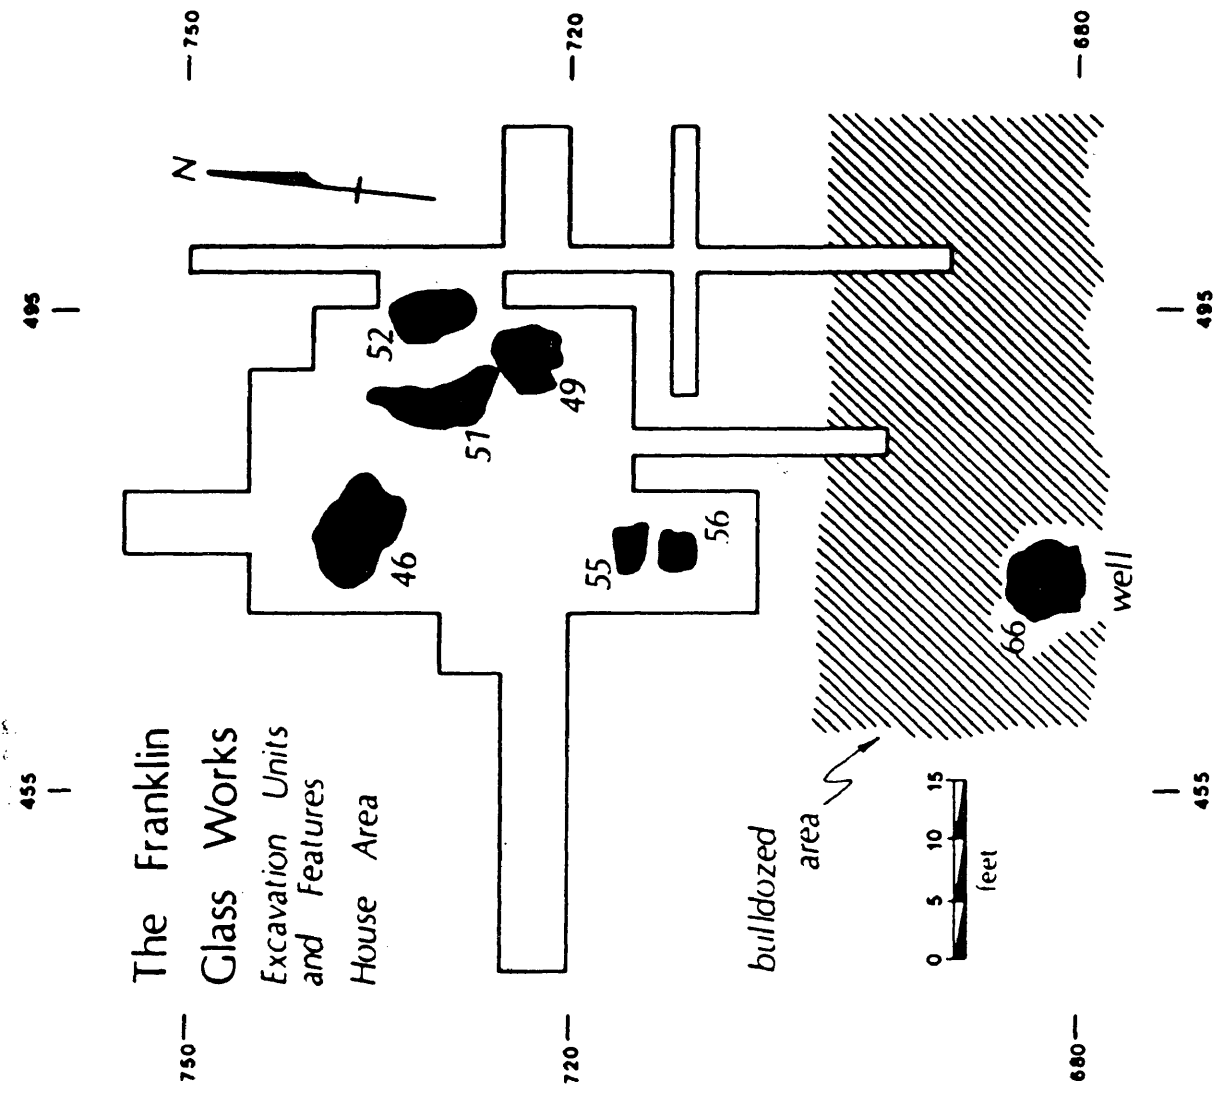 The Franklin
Glass Works
Excavation Units
and Features
House Area
N
750
720
680
750
720
680
455
495
455
495
52
51
49
46
55
56
66
well
bulldozed
area
0 5 10 15
feet